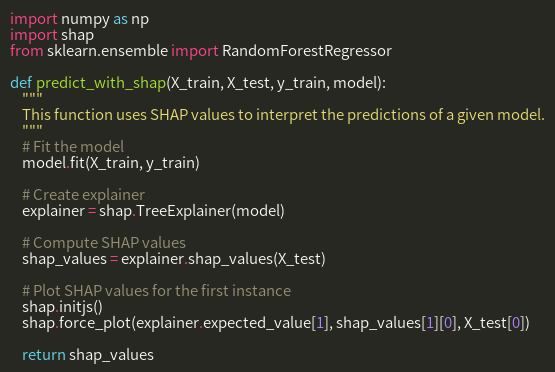 import numpy as np
import shap
from sklearn.ensemble import RandomForestRegressor

def predict_with_shap(X_train, X_test, y_train, model):
    """
    This function uses SHAP values to interpret the predictions of a given model.
    """
    # Fit the model
    model.fit(X_train, y_train)

    # Create explainer
    explainer = shap.TreeExplainer(model)

    # Compute SHAP values
    shap_values = explainer.shap_values(X_test)

    # Plot SHAP values for the first instance
    shap.initjs()
    shap.force_plot(explainer.expected_value[1], shap_values[1][0], X_test[0])

    return shap_values